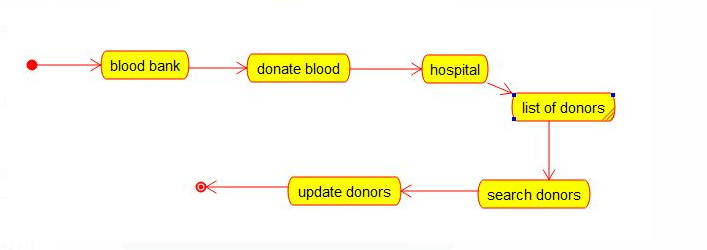 blood bank
donate blood
hospital
list of donors
search donors
update donors